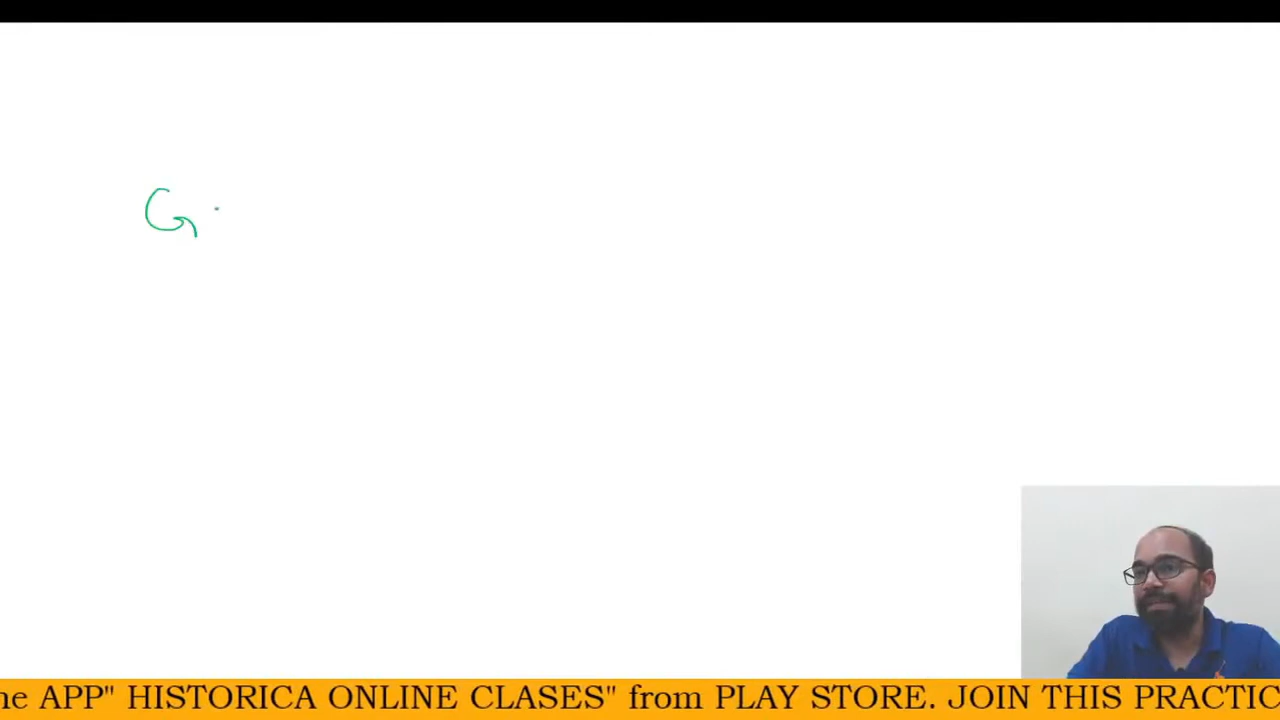 G
he APP" HISTORICA ONLINE CLASES" from PLAY STORE. JOIN THIS PRACTIC